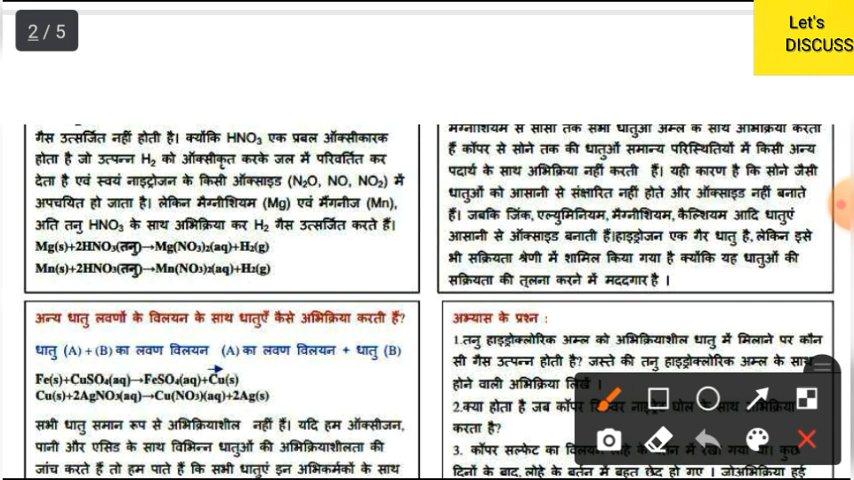 2 / 5
Let's
DISCUSS
गैस उत्सर्जित नहीं होती है। क्योंकि HNO₃ एक प्रबल ऑक्सीकारक
होता है जो उत्पन्न H₂ को ऑक्सीकृत करके जल में परिवर्तित कर
देता है एवं स्वयं नाइट्रोजन के किसी ऑक्साइड (N₂O, NO, NO₂) में
अपचयित हो जाता है। लेकिन मैग्नीशियम (Mg) एवं मैंगनीज (Mn),
अति तनु HNO₃ के साथ अभिक्रिया कर H₂ गैस उत्सर्जित करते हैं।
Mg(s)+2HNO₃(तनु)→Mg(NO₃)₂(aq)+H₂(g)
Mn(s)+2HNO₃(तनु)→Mn(NO₃)₂(aq)+H₂(g)
अन्य धातु लवणों के विलयन के साथ धातुएँ कैसे अभिक्रिया करती हैं?
धातु (A) + (B) का लवण विलयन (A) का लवण विलयन + धातु (B)
Fe(s)+CuSO₄(aq)→FeSO₄(aq)+Cu(s)
Cu(s)+2AgNO₃(aq)→Cu(NO₃)(aq)+2Ag(s)
सभी धातु समान रूप से अभिक्रियाशील नहीं हैं। यदि हम ऑक्सीजन,
पानी और एसिड के साथ विभिन्न धातुओं की अभिक्रियाशीलता की
जांच करते हैं तो हम पाते हैं कि सभी धातुएं इन अभिकर्मकों के साथ
मैग्नीशियम से सीसा तक सभी धातुओं अम्ल के साथ अभिक्रिया करती
हैं कॉपर से सोने तक की धातुओं समान्य परिस्थितियों में किसी अन्य
पदार्थ के साथ अभिक्रिया नहीं करती हैं। यही कारण है कि सोने जैसी
धातुओं को आसानी से संक्षारित नहीं होते और ऑक्साइड नहीं बनाते
हैं। जबकि जिंक, एल्युमिनियम, मैग्नीशियम, कैल्शियम आदि धातुएं
आसानी से ऑक्साइड बनाती हैं।हाइड्रोजन एक गैर धातु है, लेकिन इसे
भी सक्रियता श्रेणी में शामिल किया गया है क्योंकि यह धातुओं की
सक्रियता की तुलना करने में मददगार है ।
अभ्यास के प्रश्न :
1.तनु हाइड्रोक्लोरिक अम्ल को अभिक्रियाशील धातु में मिलाने पर कौन
सी गैस उत्पन्न होती है? जस्ते की तनु हाइड्रोक्लोरिक अम्ल के साथ
होने वाली अभिक्रिया लिखें ।
2.क्या होता है जब कॉपर
करता है?
3. कॉपर सल्फेट का
दिनों के बाद, लोहे के बर्तन में बहुत छेद हो गए । जोअभिक्रिया हुई